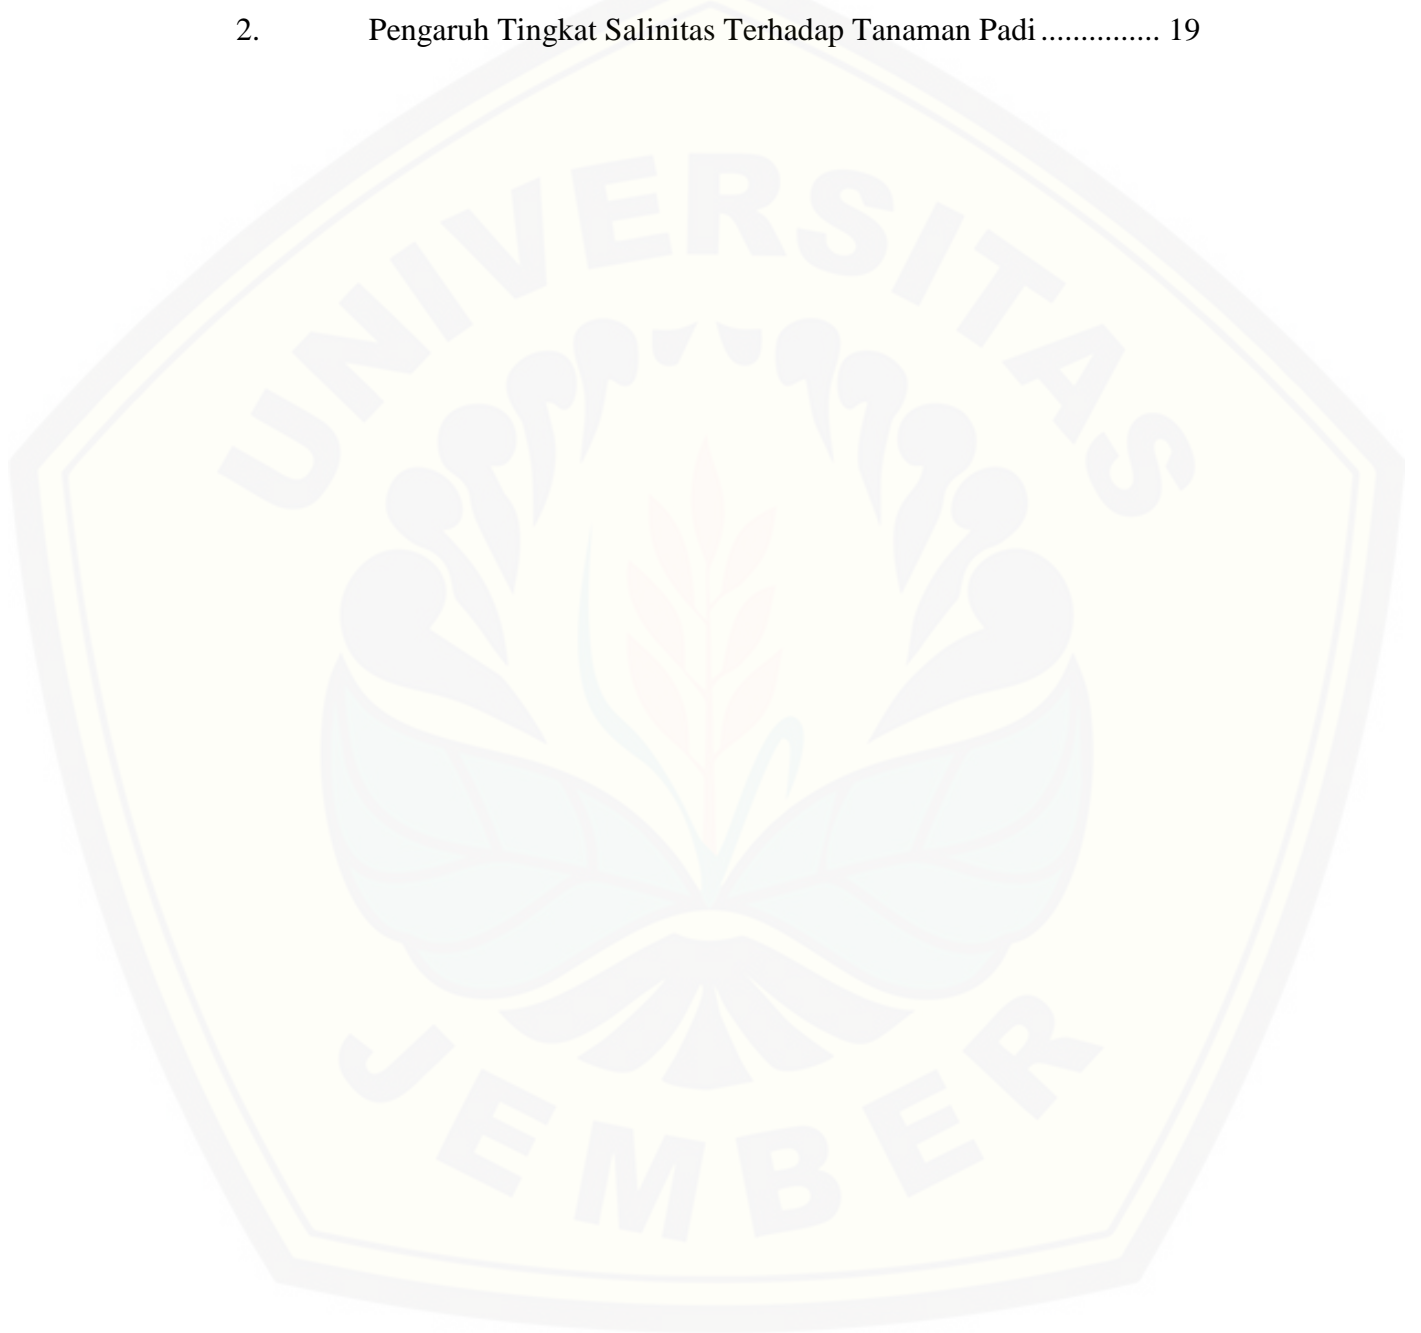 2. Pengaruh Tingkat Salinitas Terhadap Tanaman Padi ............... 19
UNIVERSITAS
JEMBER